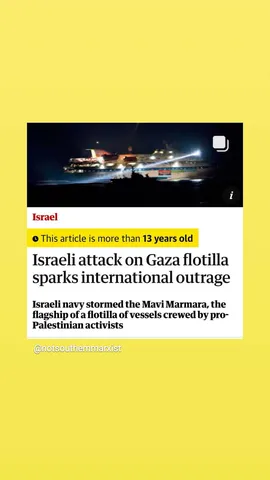 Israel
This article is more than 13 years old
Israeli attack on Gaza flotilla
sparks international outrage
Israeli navy stormed the Mavi Marmara, the
flagship of a flotilla of vessels crewed by pro-
Palestinian activists
@hotsouthernmarxist